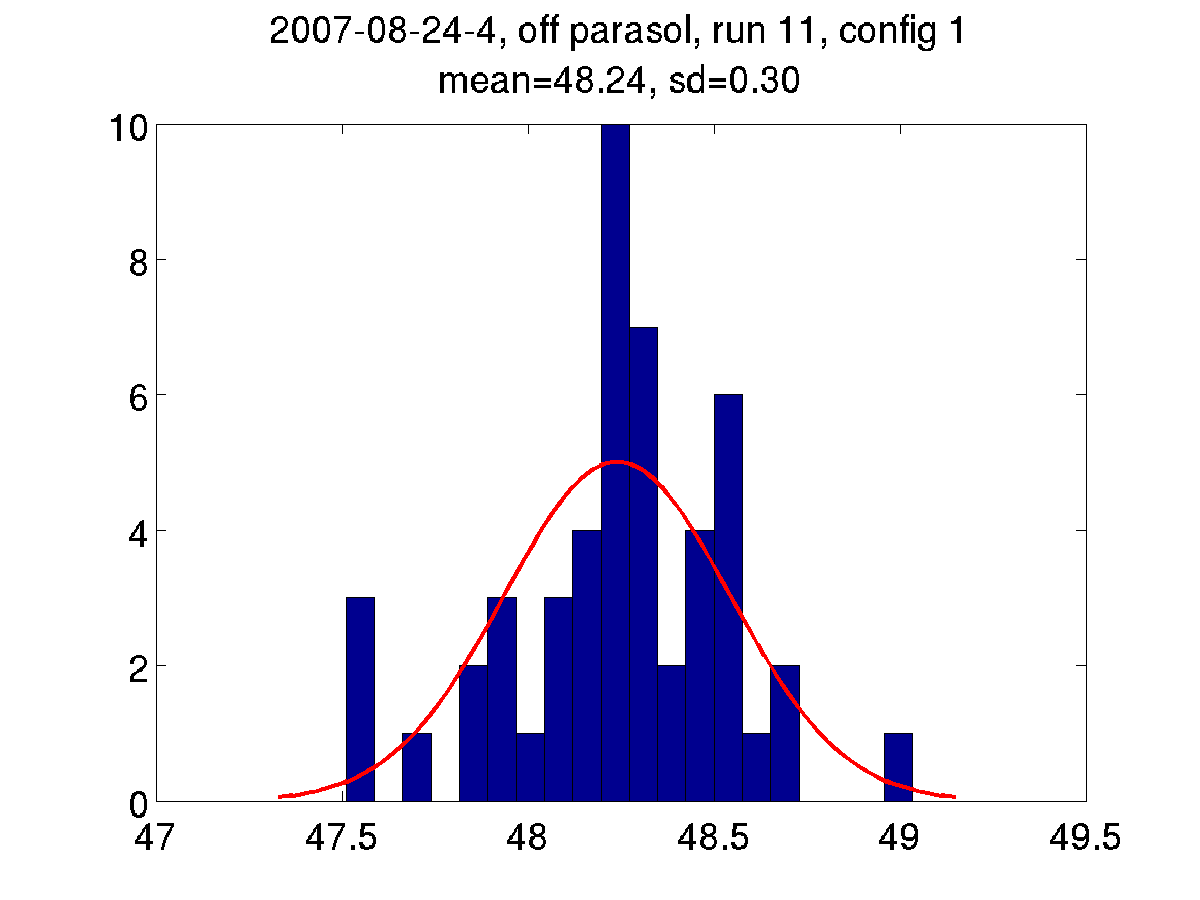 2007-08-24-4, off parasol, run 11, config 1
mean=48.24, sd=0.30
10
8
6
4
2
0
47 47.5 48 48.5 49 49.5